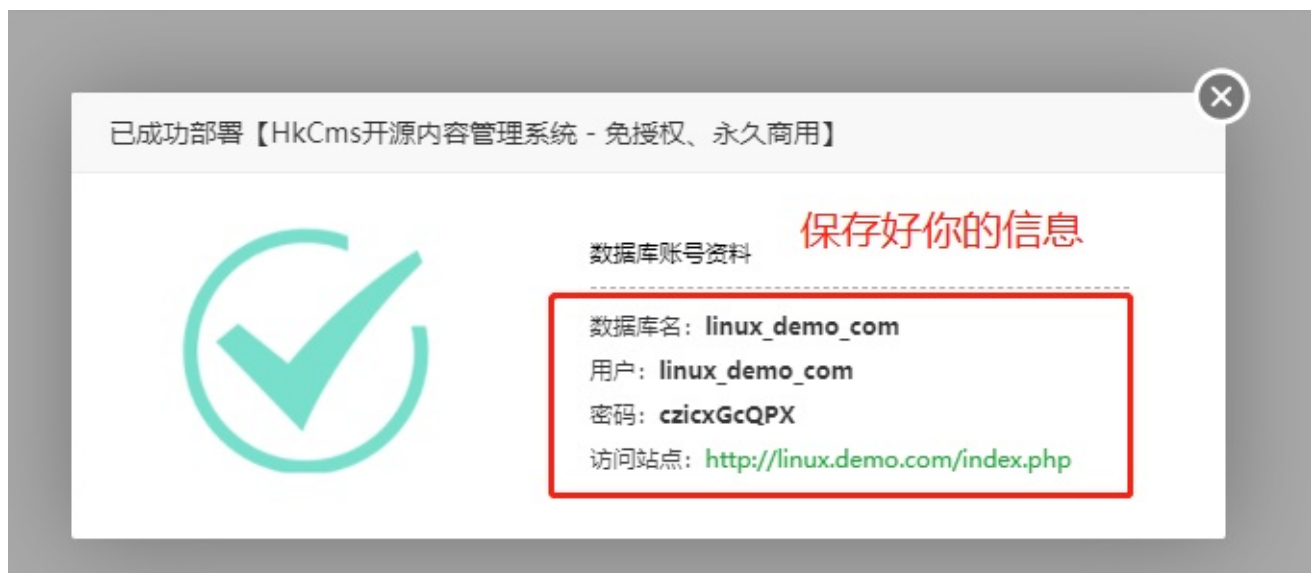 已成功部署【HkCms开源内容管理系统 - 免授权、永久商用】
保存好你的信息
数据库账号资料
数据库名：linux_demo_com
用户：linux_demo_com
密码：czicxGcQPX
访问站点：http://linux.demo.com/index.php